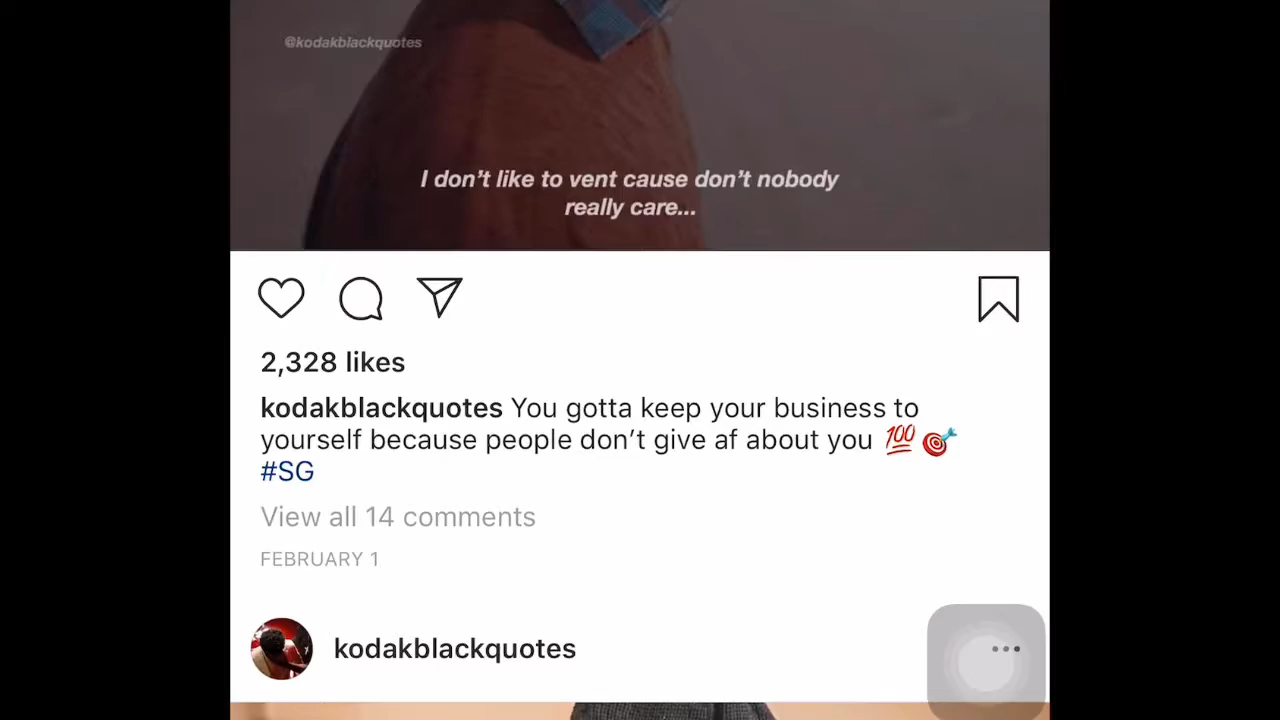 @kodakblackquotes
I don't like to vent cause don't nobody
really care...
2,328 likes
kodakblackquotes You gotta keep your business to
yourself because people don't give af about you 💯🎯
#SG
View all 14 comments
FEBRUARY 1
kodakblackquotes